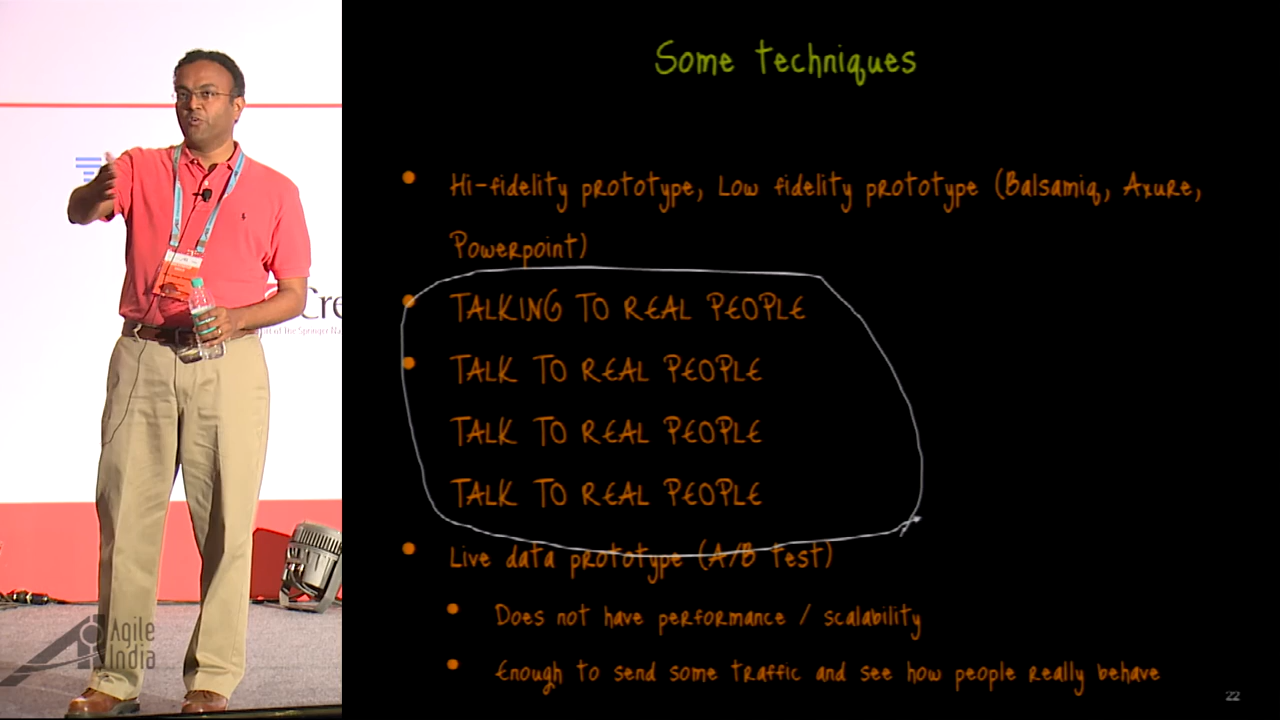 Some techniques
Hi-fidelity prototype, Low fidelity prototype (Balsamiq, Axure,
Powerpoint)
TALKING TO REAL PEOPLE
TALK TO REAL PEOPLE
TALK TO REAL PEOPLE
TALK TO REAL PEOPLE
Live data prototype (A/B test)
Does not have performance / scalability
Enough to send some traffic and see how people really behave
22
Cre
Agile
India